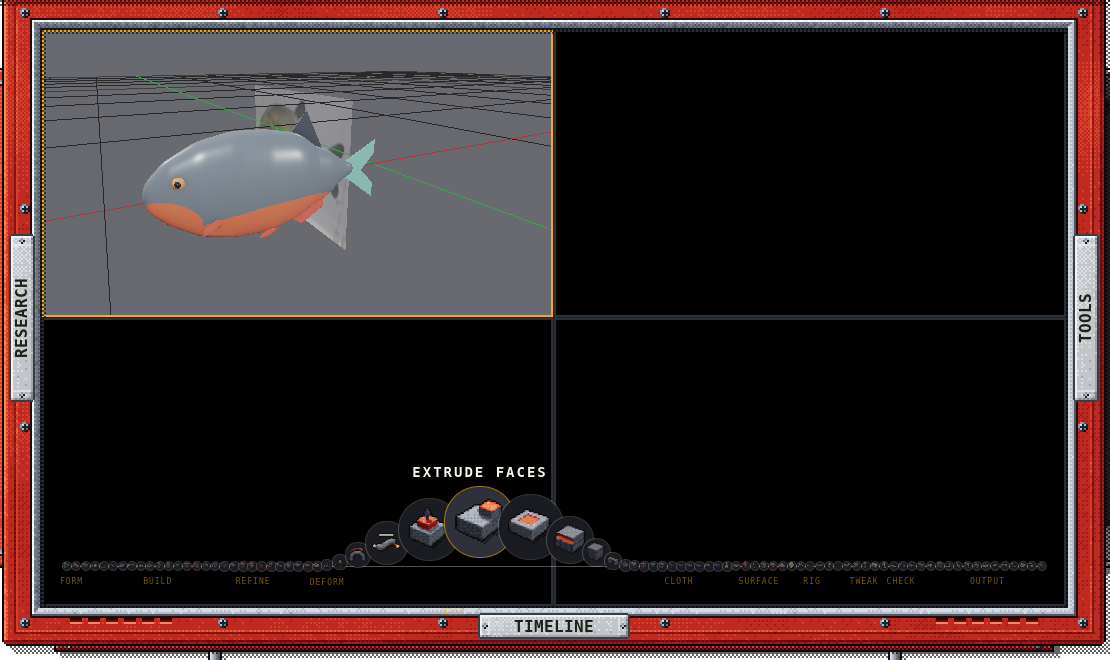 RESEARCH
TOOLS
EXTRUDE FACES
FORM BUILD REFINE DEFORM CLOTH SURFACE RIG TWEAK CHECK OUTPUT
TIMELINE